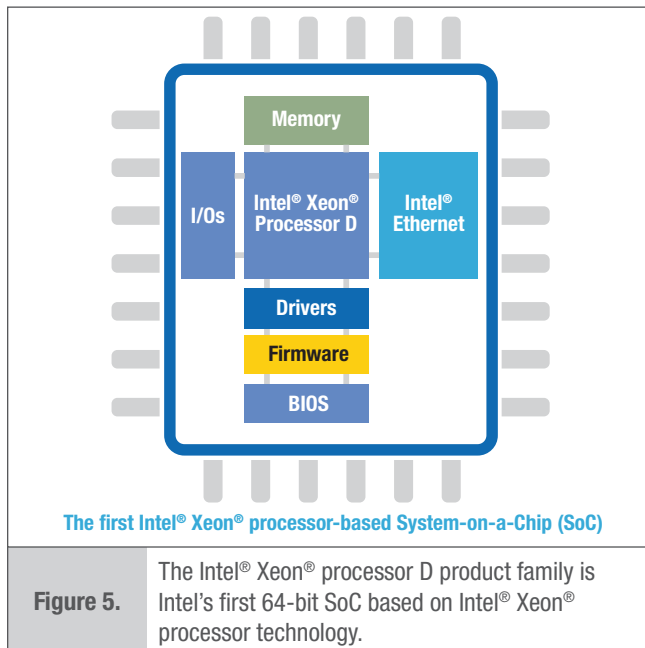 Memory
I/Os
Intel® Xeon®
Processor D
Intel®
Ethernet
Drivers
Firmware
BIOS
The first Intel® Xeon® processor-based System-on-a-Chip (SoC)
Figure 5.
The Intel® Xeon® processor D product family is
Intel’s first 64-bit SoC based on Intel® Xeon®
processor technology.